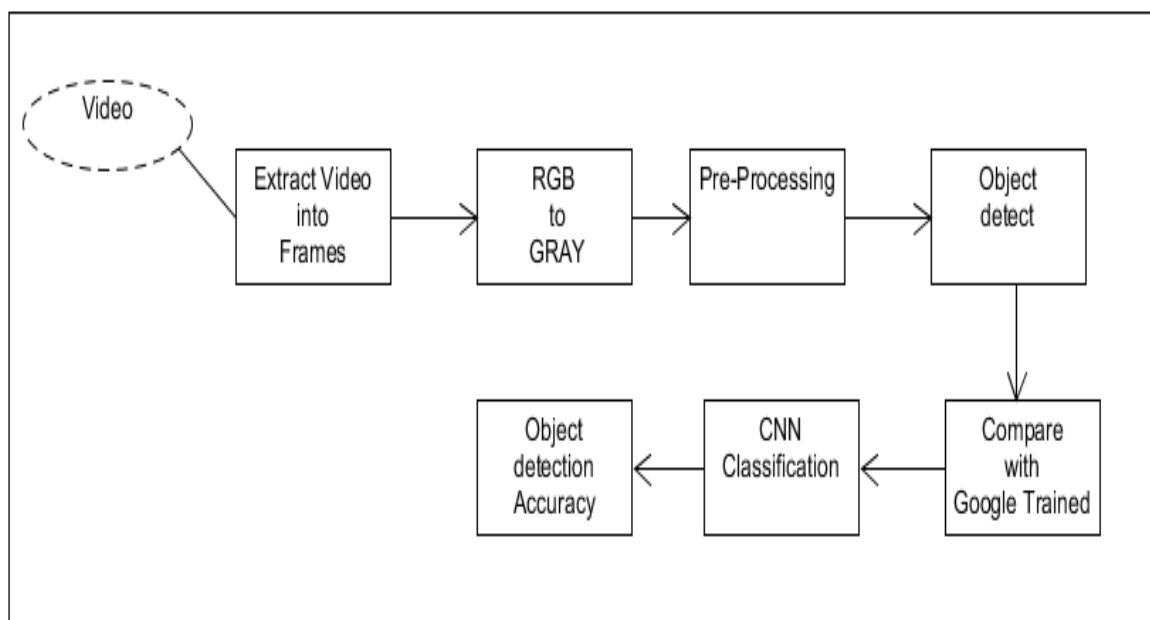 Video
Extract Video
into
Frames
RGB
to
GRAY
Pre-Processing
Object
detect
Compare
with
Google Trained
CNN
Classification
Object
detection
Accuracy